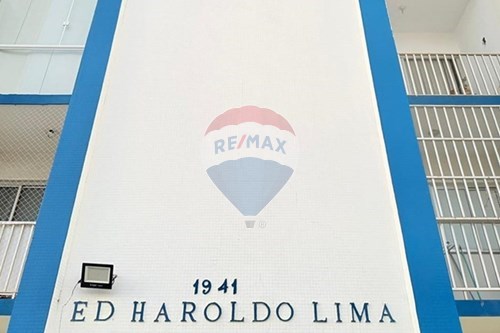 RE/MAX
1941
ED HAROLDO LIMA